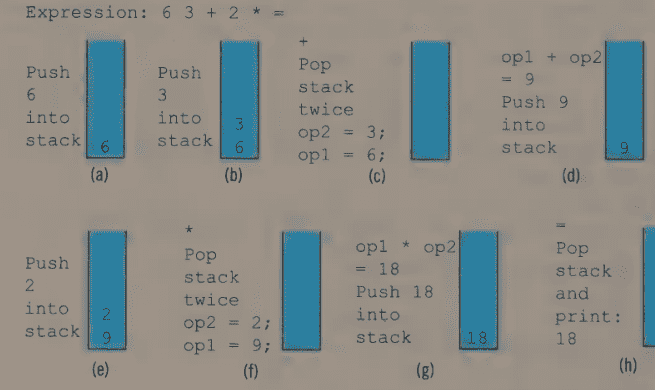 Expression: 6 3 + 2 * =
Push
6
into
stack
6
(a)
Push
3
into
stack
3
6
(b)
+
Pop
stack
twice
op2 = 3;
op1 = 6;
(c)
op1 + op2
= 9
Push 9
into
stack
9
(d)
Push
2
into
stack
2
9
(e)
*
Pop
stack
twice
op2 = 2;
op1 = 9;
(f)
op1 * op2
= 18
Push 18
into
stack
18
(g)
=
Pop
stack
and
print:
18
(h)